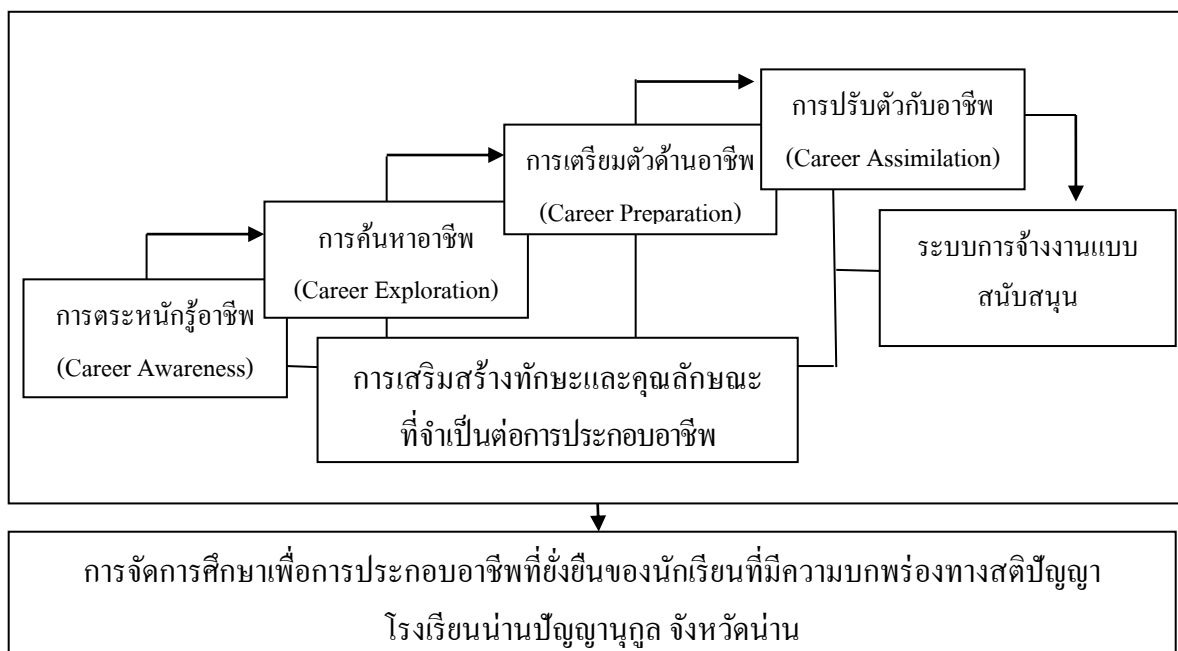 การปรับตัวกับอาชีพ
(Career Assimilation)
การเตรียมตัวด้านอาชีพ
(Career Preparation)
การค้นหาอาชีพ
(Career Exploration)
ระบบการจ้างงานแบบ
สนับสนุน
การตระหนักรู้อาชีพ
(Career Awareness)
การเสริมสร้างทักษะและคุณลักษณะ
ที่จำเป็นต่อการประกอบอาชีพ
การจัดการศึกษาเพื่อการประกอบอาชีพที่ยั่งยืนของนักเรียนที่มีความบกพร่องทางสติปัญญา
โรงเรียนน่านปัญญานุกูล จังหวัดน่าน